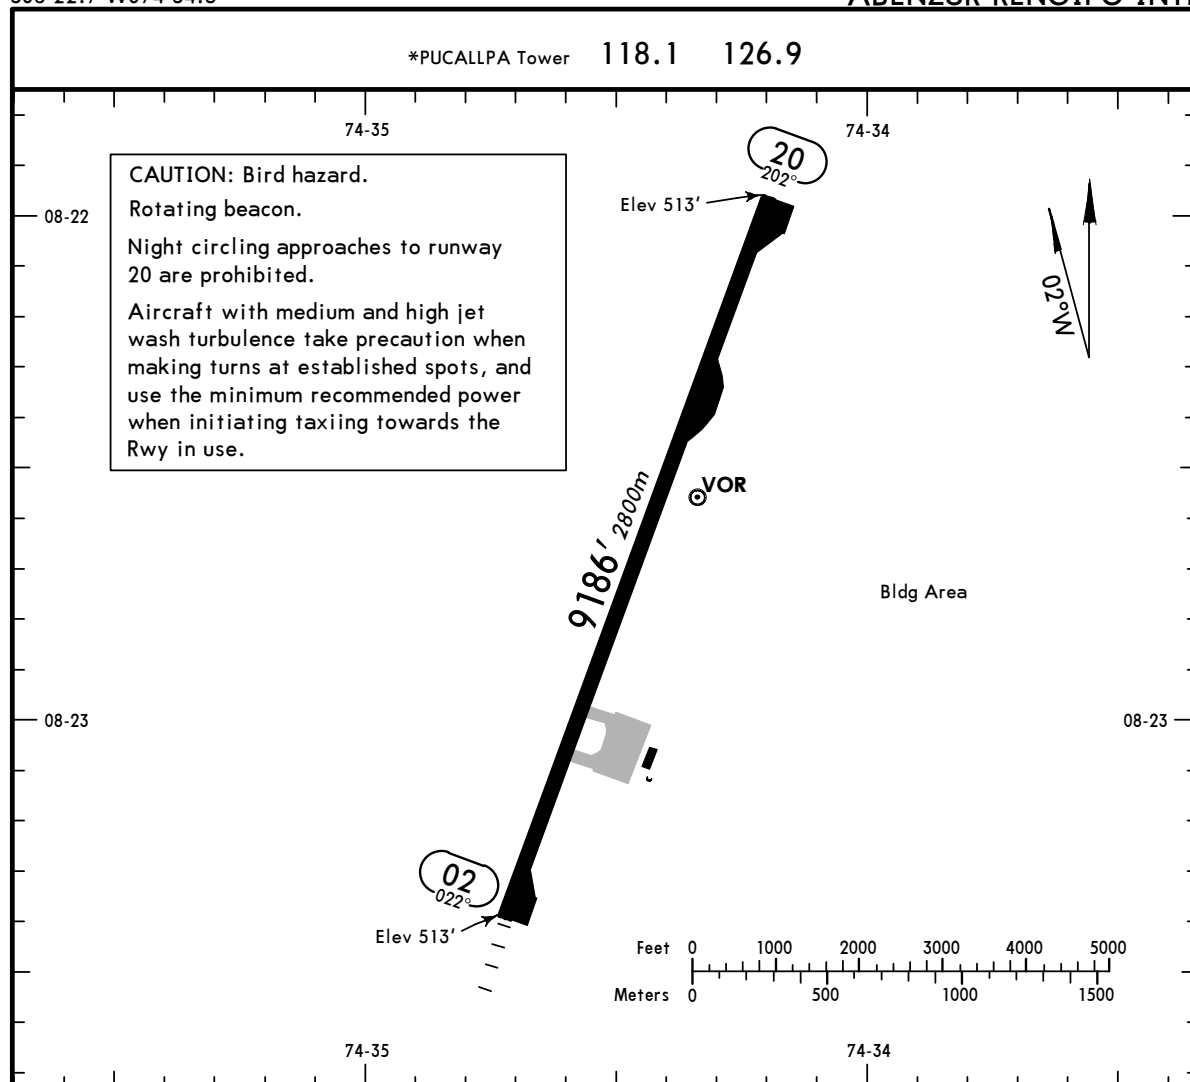 *PUCALLPA Tower 118.1 126.9
74-35
74-34
CAUTION: Bird hazard.
Rotating beacon.
Night circling approaches to runway
20 are prohibited.
Aircraft with medium and high jet
wash turbulence take precaution when
making turns at established spots, and
use the minimum recommended power
when initiating taxiing towards the
Rwy in use.
08-22
20
202°
Elev 513'
02°W
VOR
9186' 2800m
Bldg Area
08-23
08-23
02
022°
Elev 513'
Feet 0 1000 2000 3000 4000 5000
Meters 0 500 1000 1500
74-35
74-34